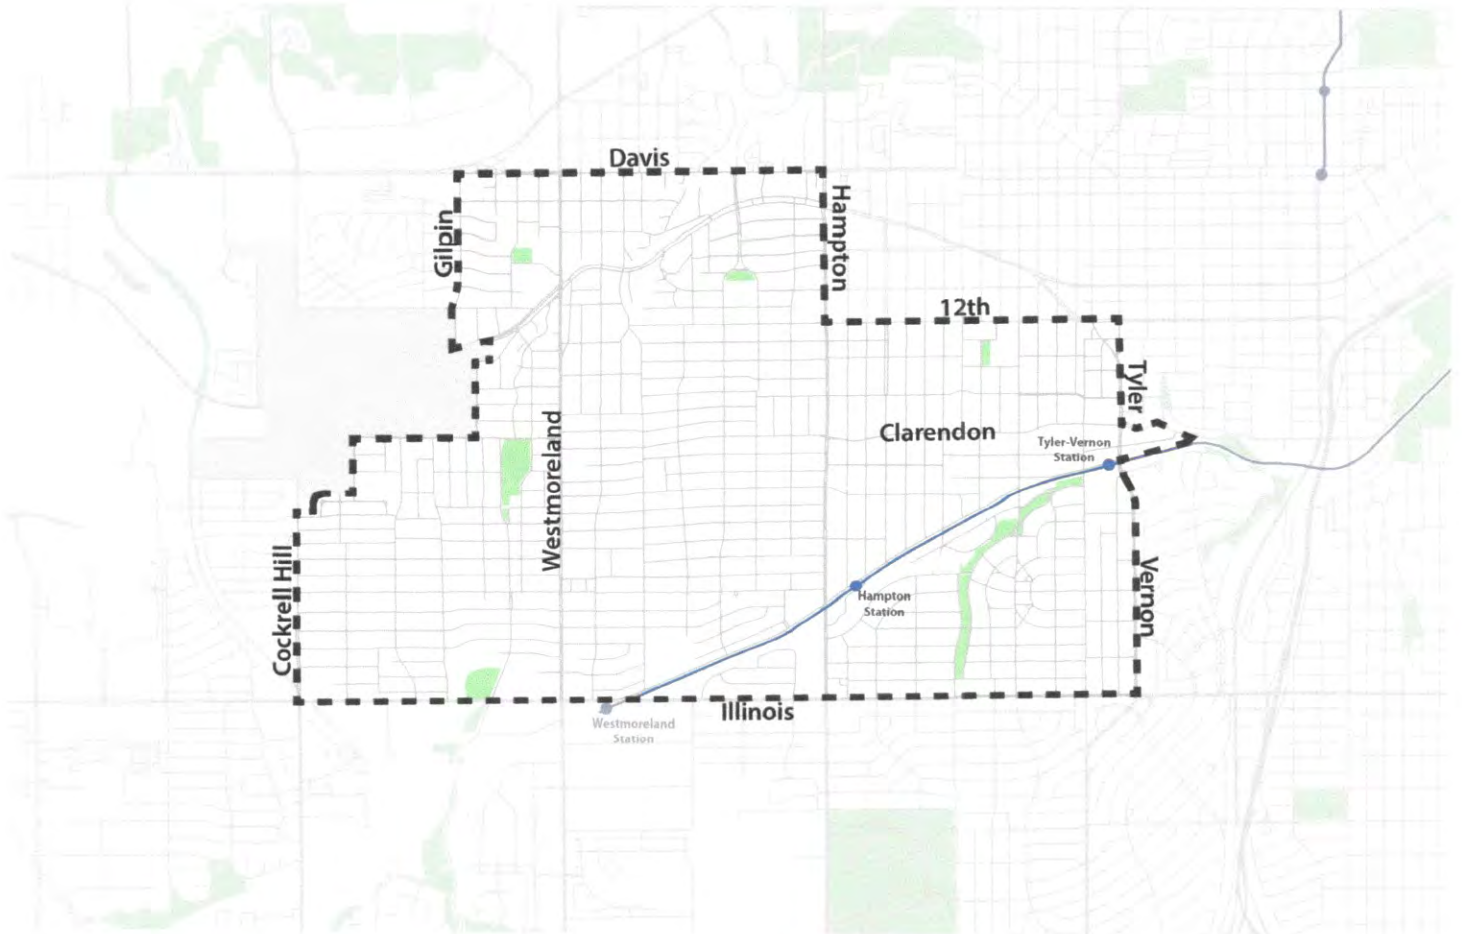 Davis
Gilpin
Hampton
12th
Tyler
Clarendon
Tyler-Vernon
Station
Westmoreland
Cockrell Hill
Hampton
Station
Vernon
Illinois
Westmoreland
Station